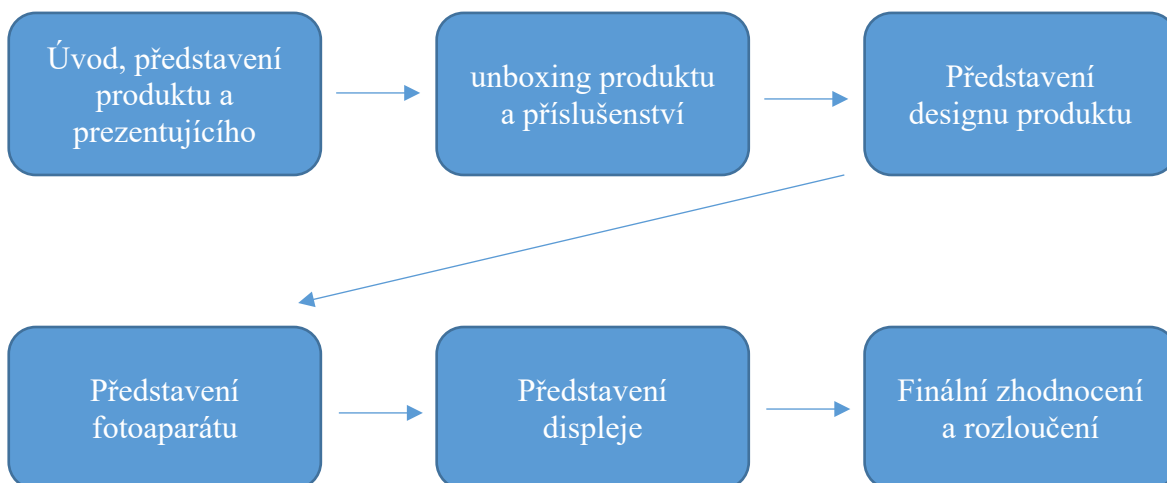 Úvod, představení
produktu a
prezentujícího
unboxing produktu
a příslušenství
Představení
designu produktu
Představení
fotoaparátu
Představení
displeje
Finální zhodnocení
a rozloučení